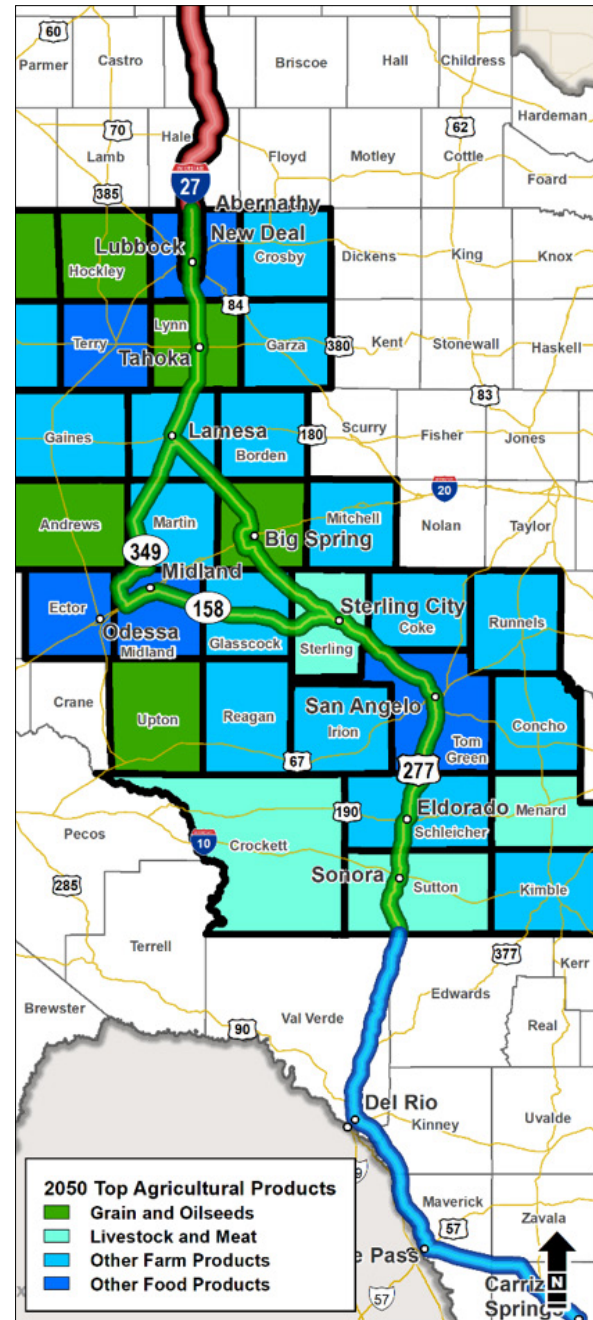 60
Parmer
Castro
Briscoe
Hall
Childress
Hardeman
70
Hale
62
Lamb
Floyd
Motley
Cottle
Foard
385
27
Abernathy
New Deal
Lubbock
Hockley
Crosby
Dickens
King
Knox
84
Lynn
Terry
Tahoka
Garza
380
Kent
Stonewall
Haskell
83
Gaines
Lamesa
Borden
180
Scurry
Fisher
Jones
20
Andrews
Martin
Mitchell
Nolan
Taylor
Big Spring
349
Midland
158
Ector
Odessa
Midland
Glasscock
Sterling
Sterling City
Coke
Runnels
Crane
Upton
Reagan
Irion
San Angelo
Tom
Green
Concho
67
277
Pecos
190
Eldorado
Schleicher
Menard
10
Crockett
Sonora
Sutton
Kimble
285
Terrell
377
Kerr
Edwards
Brewster
90
Val Verde
Real
Del Rio
Kinney
Uvalde
9
Maverick
57
Zavala
e Pass
57
N
Carriz
Springs
2050 Top Agricultural Products
Grain and Oilseeds
Livestock and Meat
Other Farm Products
Other Food Products